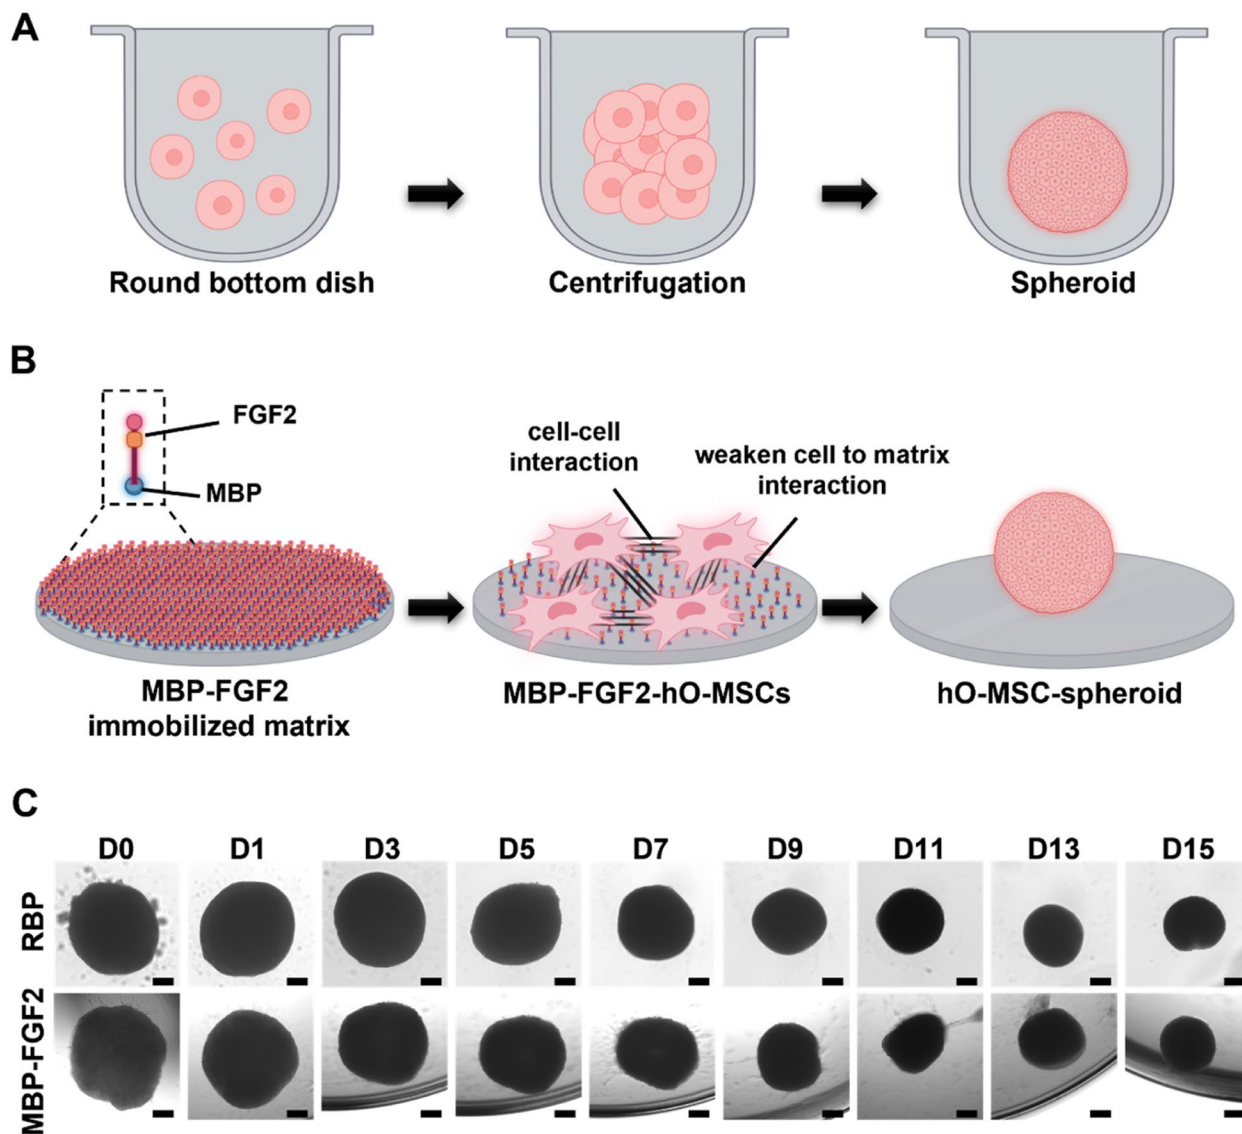 A
Round bottom dish
Centrifugation
Spheroid
B
FGF2
MBP
cell-cell
interaction
weaken cell to matrix
interaction
MBP-FGF2
immobilized matrix
MBP-FGF2-hO-MSCs
hO-MSC-spheroid
C
D0 D1 D3 D5 D7 D9 D11 D13 D15
RBP
MBP-FGF2